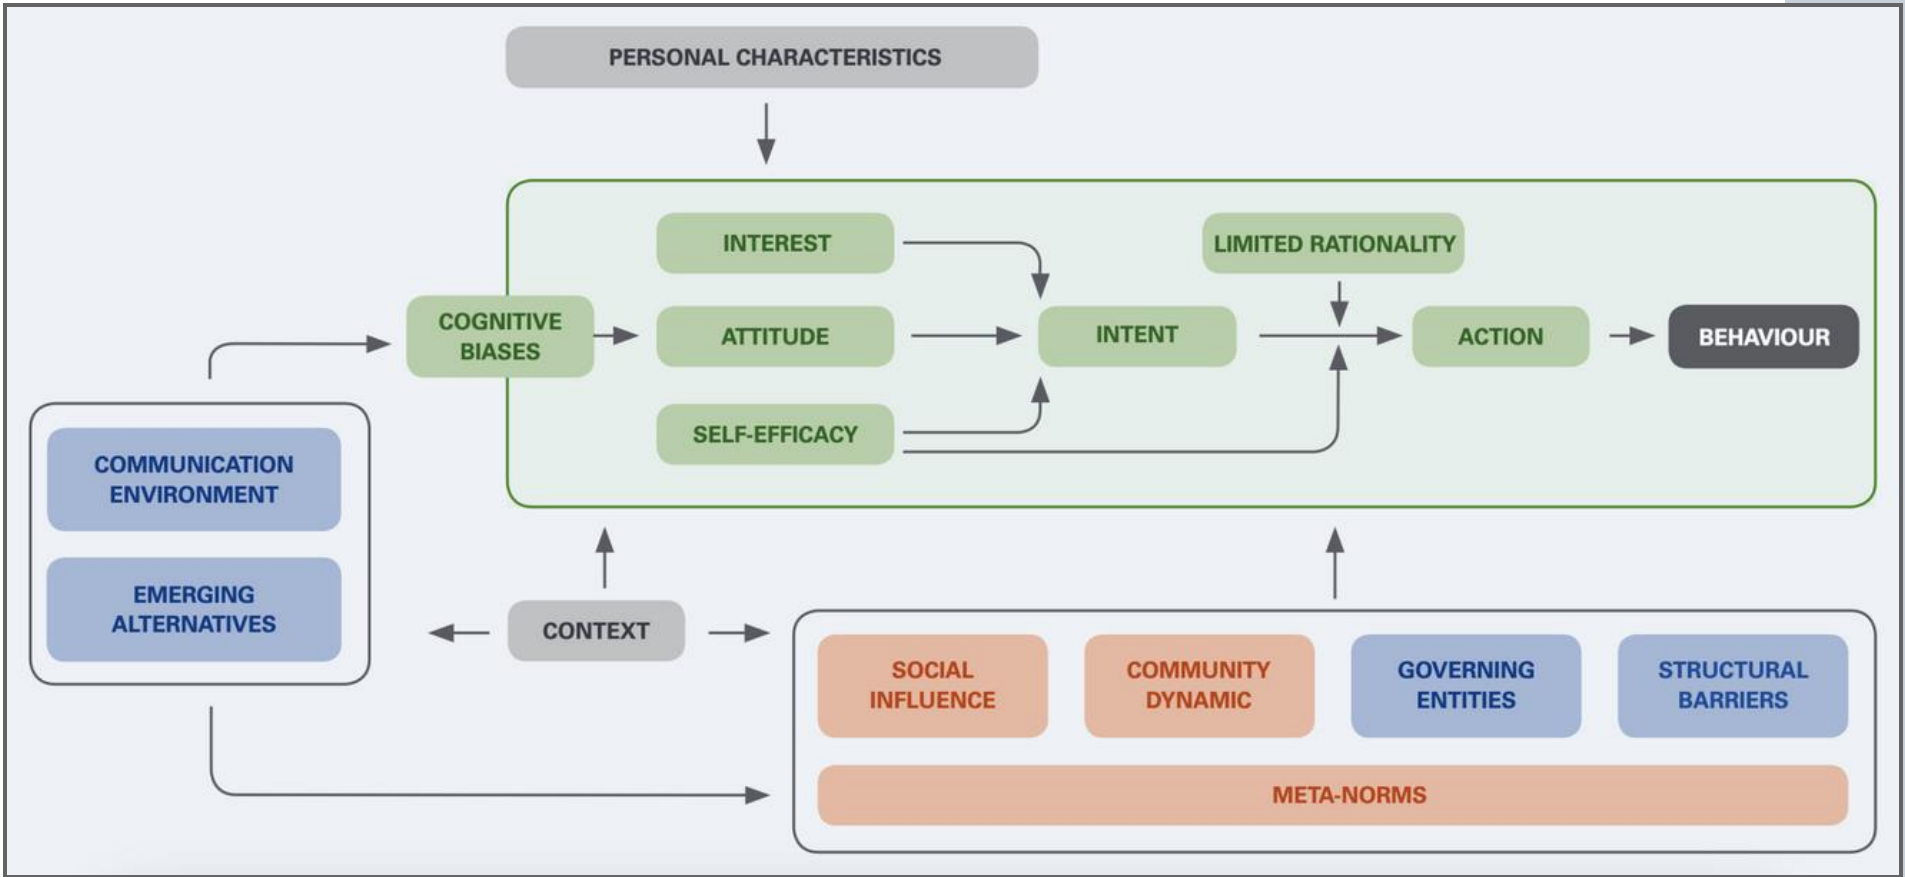 PERSONAL CHARACTERISTICS
INTEREST
LIMITED RATIONALITY
COGNITIVE
BIASES
ATTITUDE
INTENT
ACTION
BEHAVIOUR
SELF-EFFICACY
COMMUNICATION
ENVIRONMENT
EMERGING
ALTERNATIVES
CONTEXT
SOCIAL
INFLUENCE
COMMUNITY
DYNAMIC
GOVERNING
ENTITIES
STRUCTURAL
BARRIERS
META-NORMS